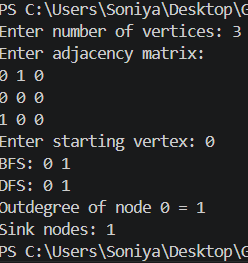 PS C:\Users\Soniya\Desktop\G
Enter number of vertices: 3
Enter adjacency matrix:
0 1 0
0 0 0
1 0 0
Enter starting vertex: 0
BFS: 0 1
DFS: 0 1
Outdegree of node 0 = 1
Sink nodes: 1
PS C:\Users\Soniya\Desktop\G